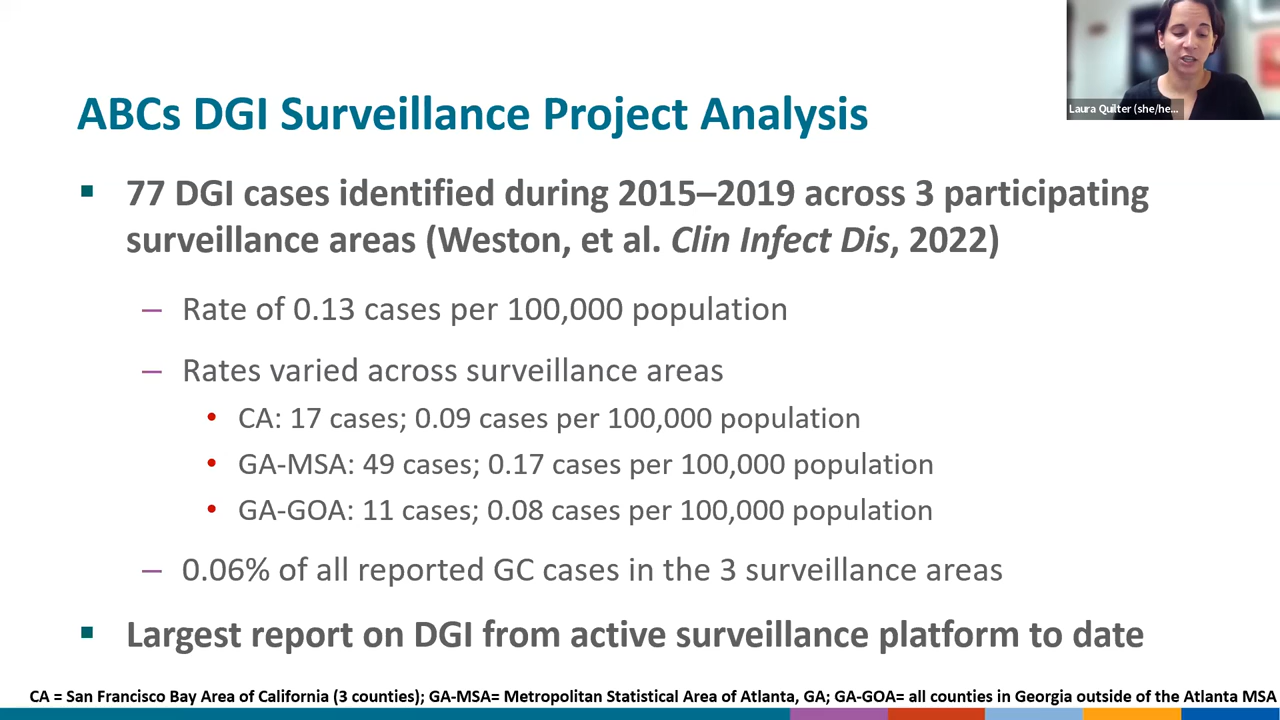 Laura Quilter (she/he...
ABCs DGI Surveillance Project Analysis
▪ 77 DGI cases identified during 2015–2019 across 3 participating
surveillance areas (Weston, et al. Clin Infect Dis, 2022)
– Rate of 0.13 cases per 100,000 population
– Rates varied across surveillance areas
• CA: 17 cases; 0.09 cases per 100,000 population
• GA-MSA: 49 cases; 0.17 cases per 100,000 population
• GA-GOA: 11 cases; 0.08 cases per 100,000 population
– 0.06% of all reported GC cases in the 3 surveillance areas
▪ Largest report on DGI from active surveillance platform to date
CA = San Francisco Bay Area of California (3 counties); GA-MSA= Metropolitan Statistical Area of Atlanta, GA; GA-GOA= all counties in Georgia outside of the Atlanta MSA